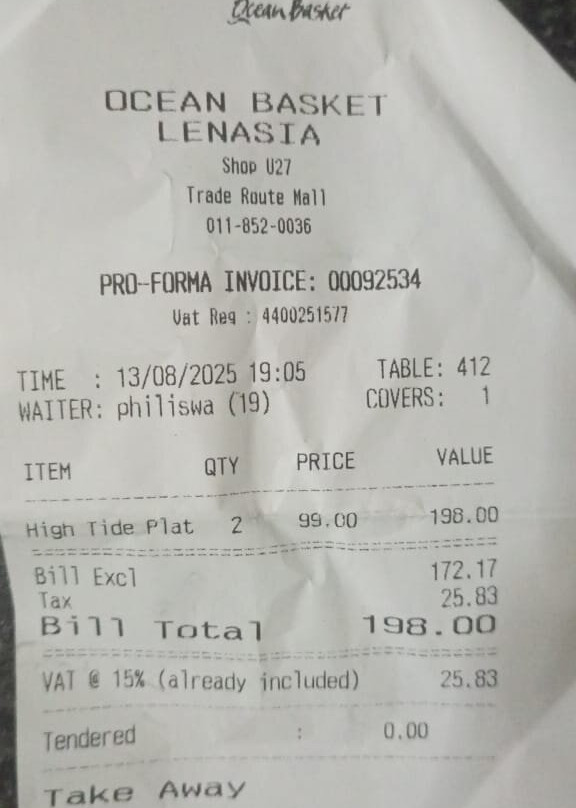 Ocean Basket
OCEAN BASKET
LENASIA
Shop U27
Trade Route Mall
011-852-0036
PRO-FORMA INVOICE: 00092534
Vat Reg : 4400251577
TIME : 13/08/2025 19:05 TABLE: 412
WAITER: philiswa (19) COVERS: 1
ITEM QTY PRICE VALUE
High Tide Plat 2 99.00 198.00
Bill Excl 172.17
Tax 25.83
Bill Total 198.00
VAT @ 15% (already included) 25.83
Tendered : 0.00
Take Away